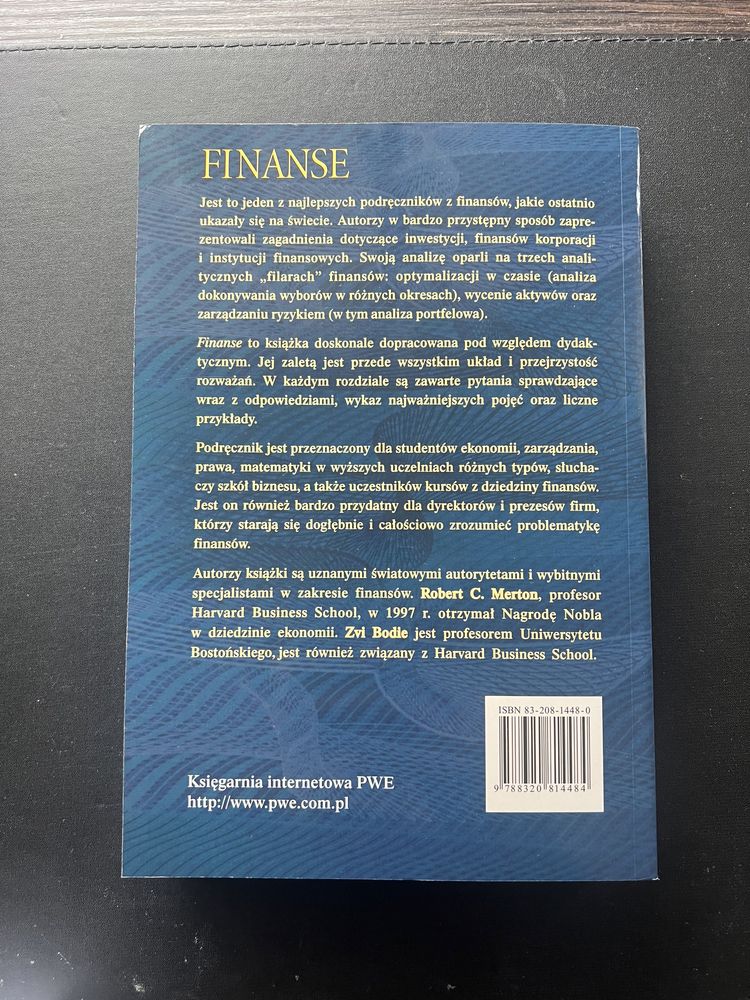 FINANSE
Jest to jeden z najlepszych podręczników z finansów, jakie ostatnio
ukazały się na świecie. Autorzy w bardzo przystępny sposób zapre-
zentowali zagadnienia dotyczące inwestycji, finansów korporacji
i instytucji finansowych. Swoją analizę oparli na trzech anali-
tycznych „filarach” finansów: optymalizacji w czasie (analiza
dokonywania wyborów w różnych okresach), wycenie aktywów oraz
zarządzaniu ryzykiem (w tym analiza portfelowa).
Finanse to książka doskonale dopracowana pod względem dydak-
tycznym. Jej zaletą jest przede wszystkim układ i przejrzystość
rozważań. W każdym rozdziale są zawarte pytania sprawdzające
wraz z odpowiedziami, wykaz najważniejszych pojęć oraz liczne
przykłady.
Podręcznik jest przeznaczony dla studentów ekonomii, zarządzania,
prawa, matematyki w wyższych uczelniach różnych typów, słucha-
czy szkół biznesu, a także uczestników kursów z dziedziny finansów.
Jest on również bardzo przydatny dla dyrektorów i prezesów firm,
którzy starają się dogłębnie i całościowo zrozumieć problematykę
finansów.
Autorzy książki są uznanymi światowymi autorytetami i wybitnymi
specjalistami w zakresie finansów. Robert C. Merton, profesor
Harvard Business School, w 1997 r. otrzymał Nagrodę Nobla
w dziedzinie ekonomii. Zvi Bodie jest profesorem Uniwersytetu
Bostońskiego, jest również związany z Harvard Business School.
ISBN 83-208-1448-0
9 788320 814484
Księgarnia internetowa PWE
http://www.pwe.com.pl